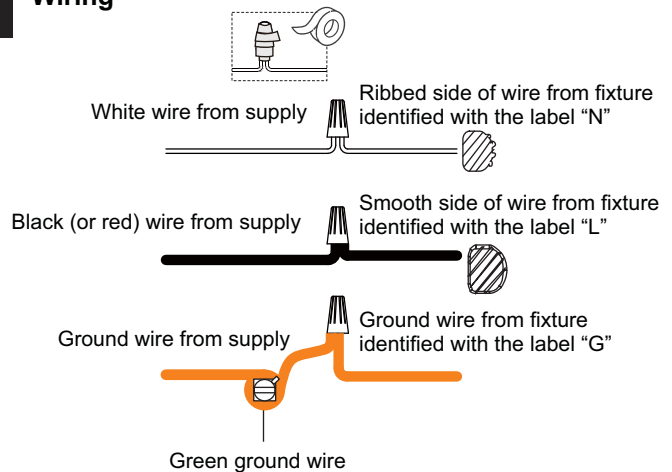 Wiring
White wire from supply
Ribbed side of wire from fixture
identified with the label “N”
Black (or red) wire from supply
Smooth side of wire from fixture
identified with the label “L”
Ground wire from supply
Ground wire from fixture
identified with the label “G”
Green ground wire